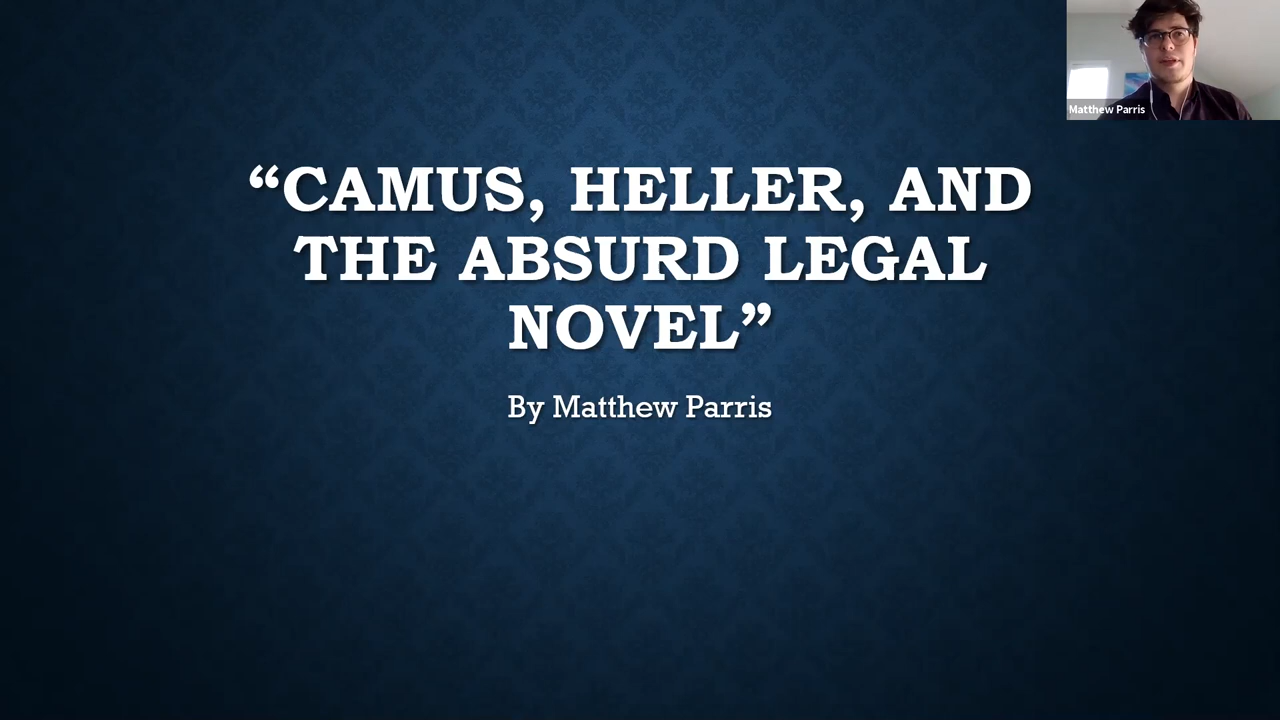 Matthew Parris
“CAMUS, HELLER, AND
THE ABSURD LEGAL
NOVEL”
By Matthew Parris